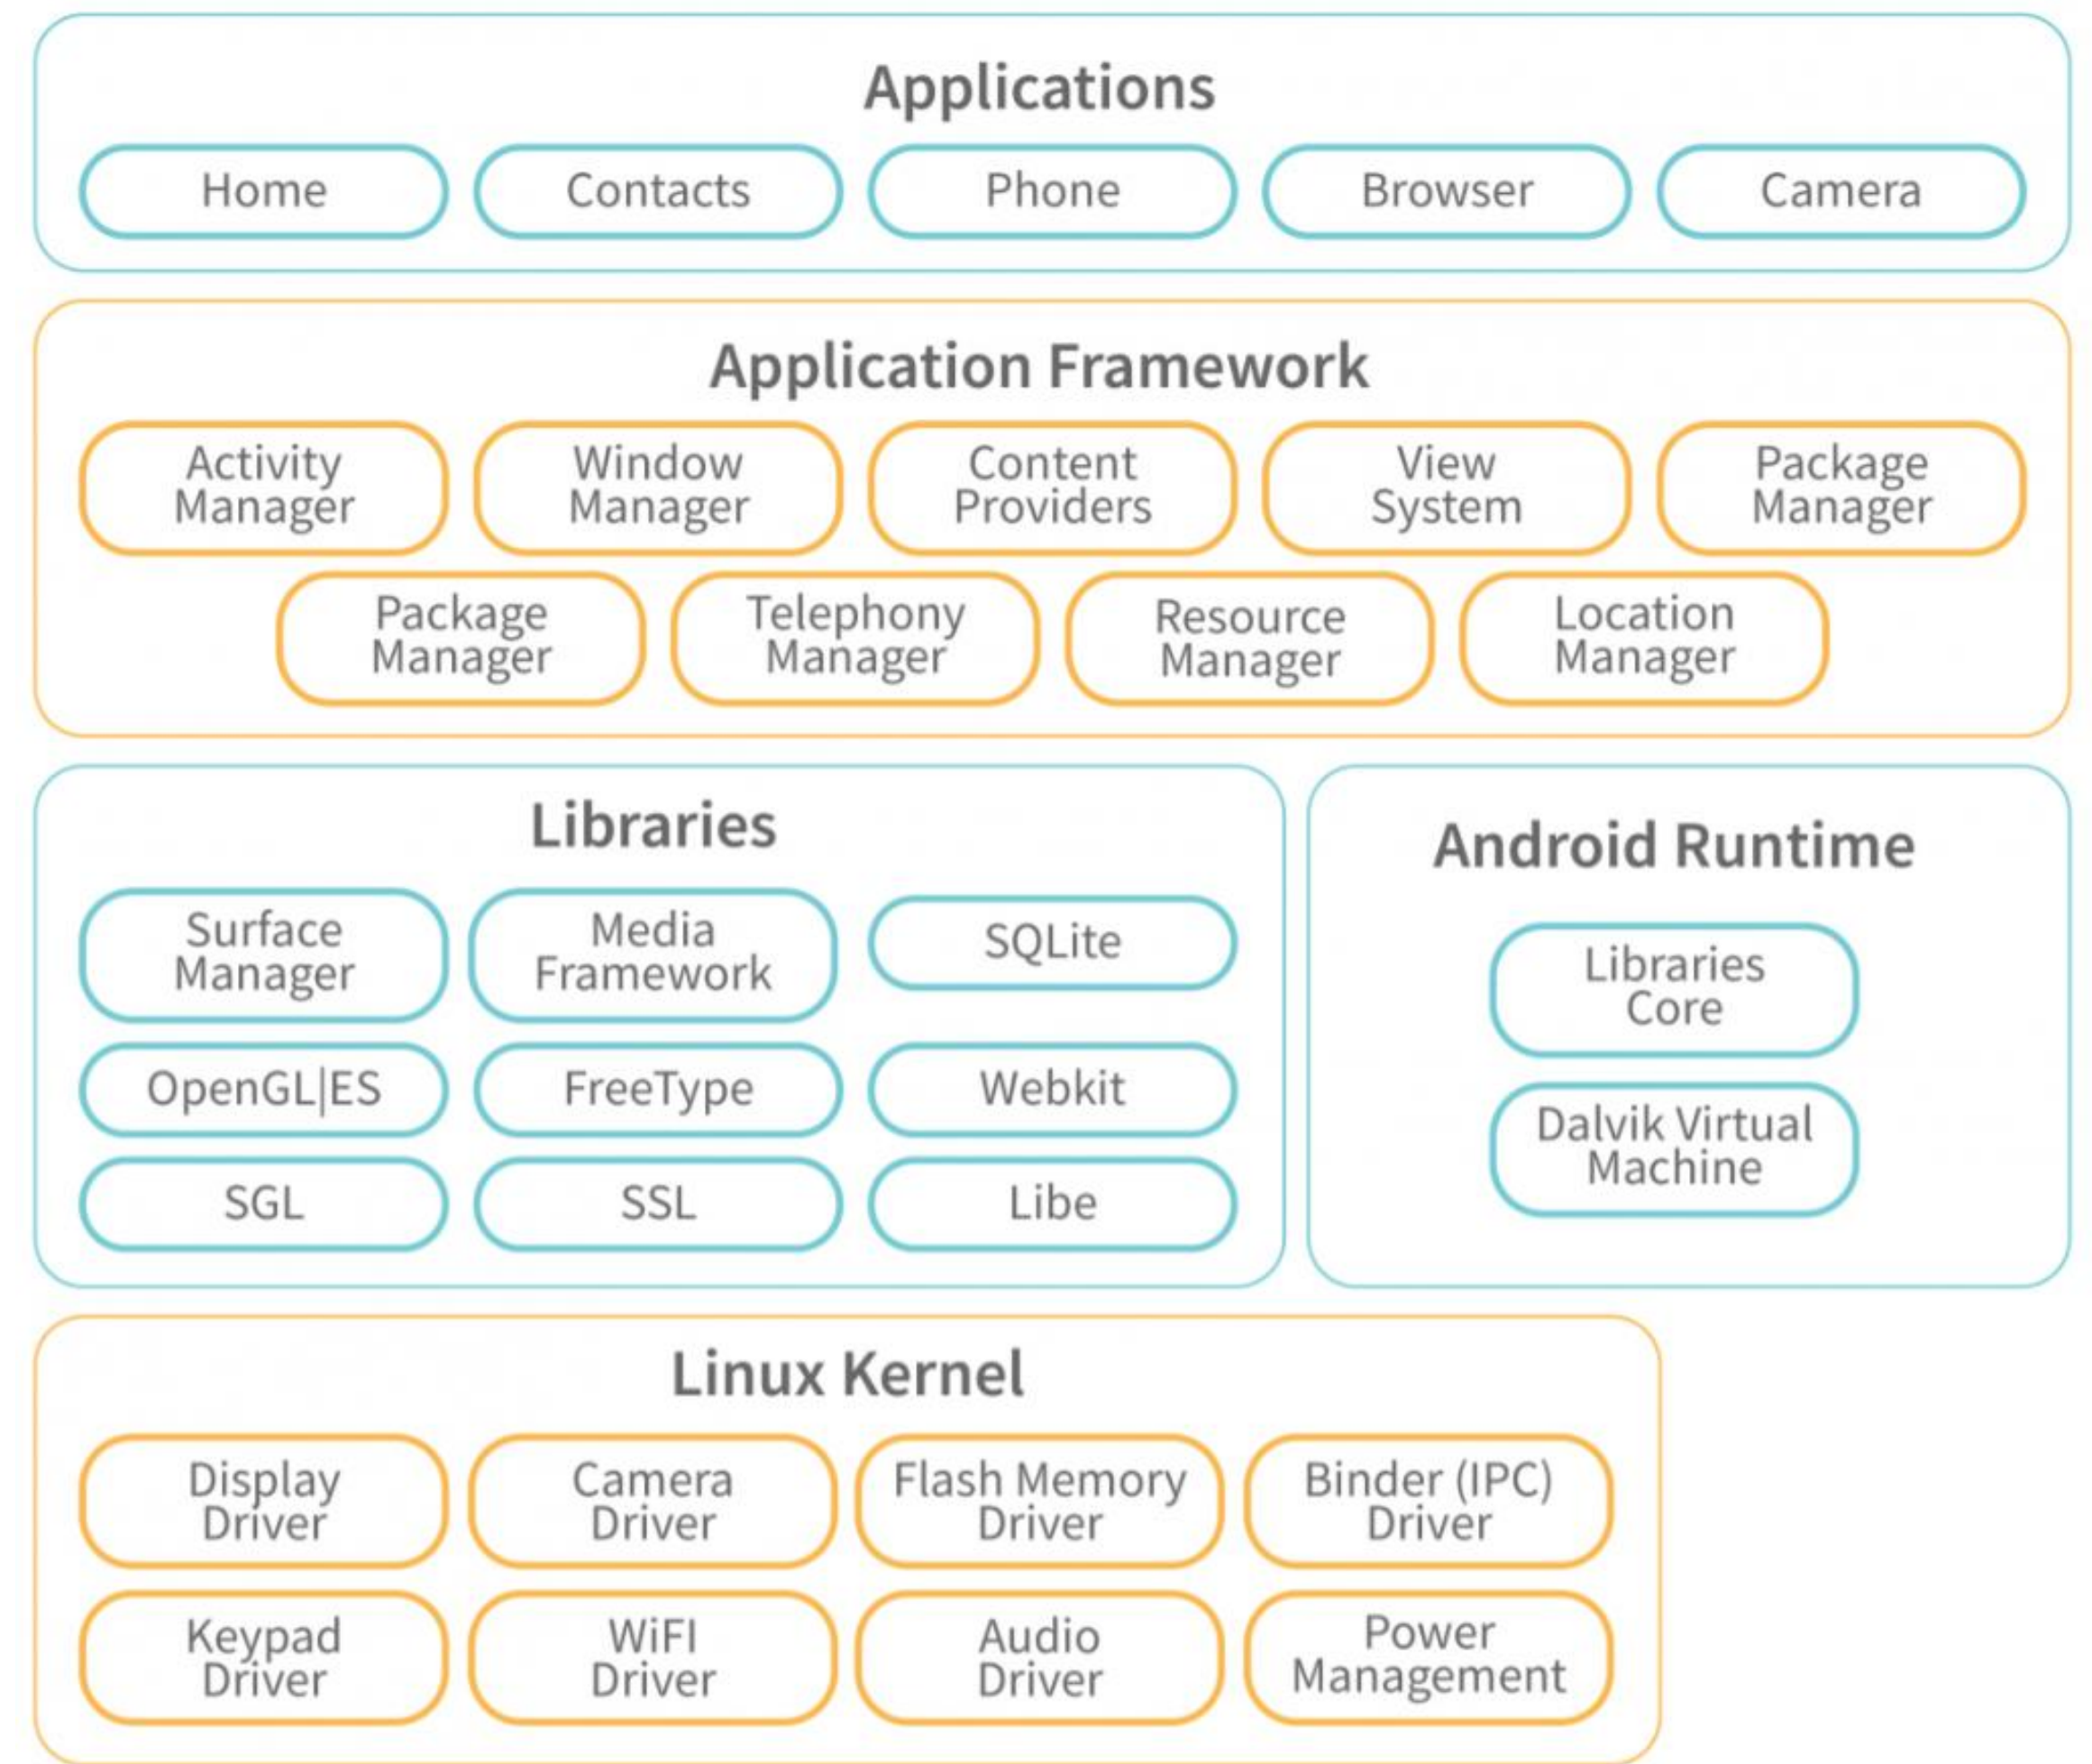 Applications
Home
Contacts
Phone
Browser
Camera
Application Framework
Activity
Manager
Window
Manager
Content
Providers
View
System
Package
Manager
Package
Manager
Telephony
Manager
Resource
Manager
Location
Manager
Libraries
Surface
Manager
Media
Framework
SQLite
OpenGL|ES
FreeType
Webkit
SGL
SSL
Libe
Android Runtime
Libraries
Core
Dalvik Virtual
Machine
Linux Kernel
Display
Driver
Camera
Driver
Flash Memory
Driver
Binder (IPC)
Driver
Keypad
Driver
WiFI
Driver
Audio
Driver
Power
Management